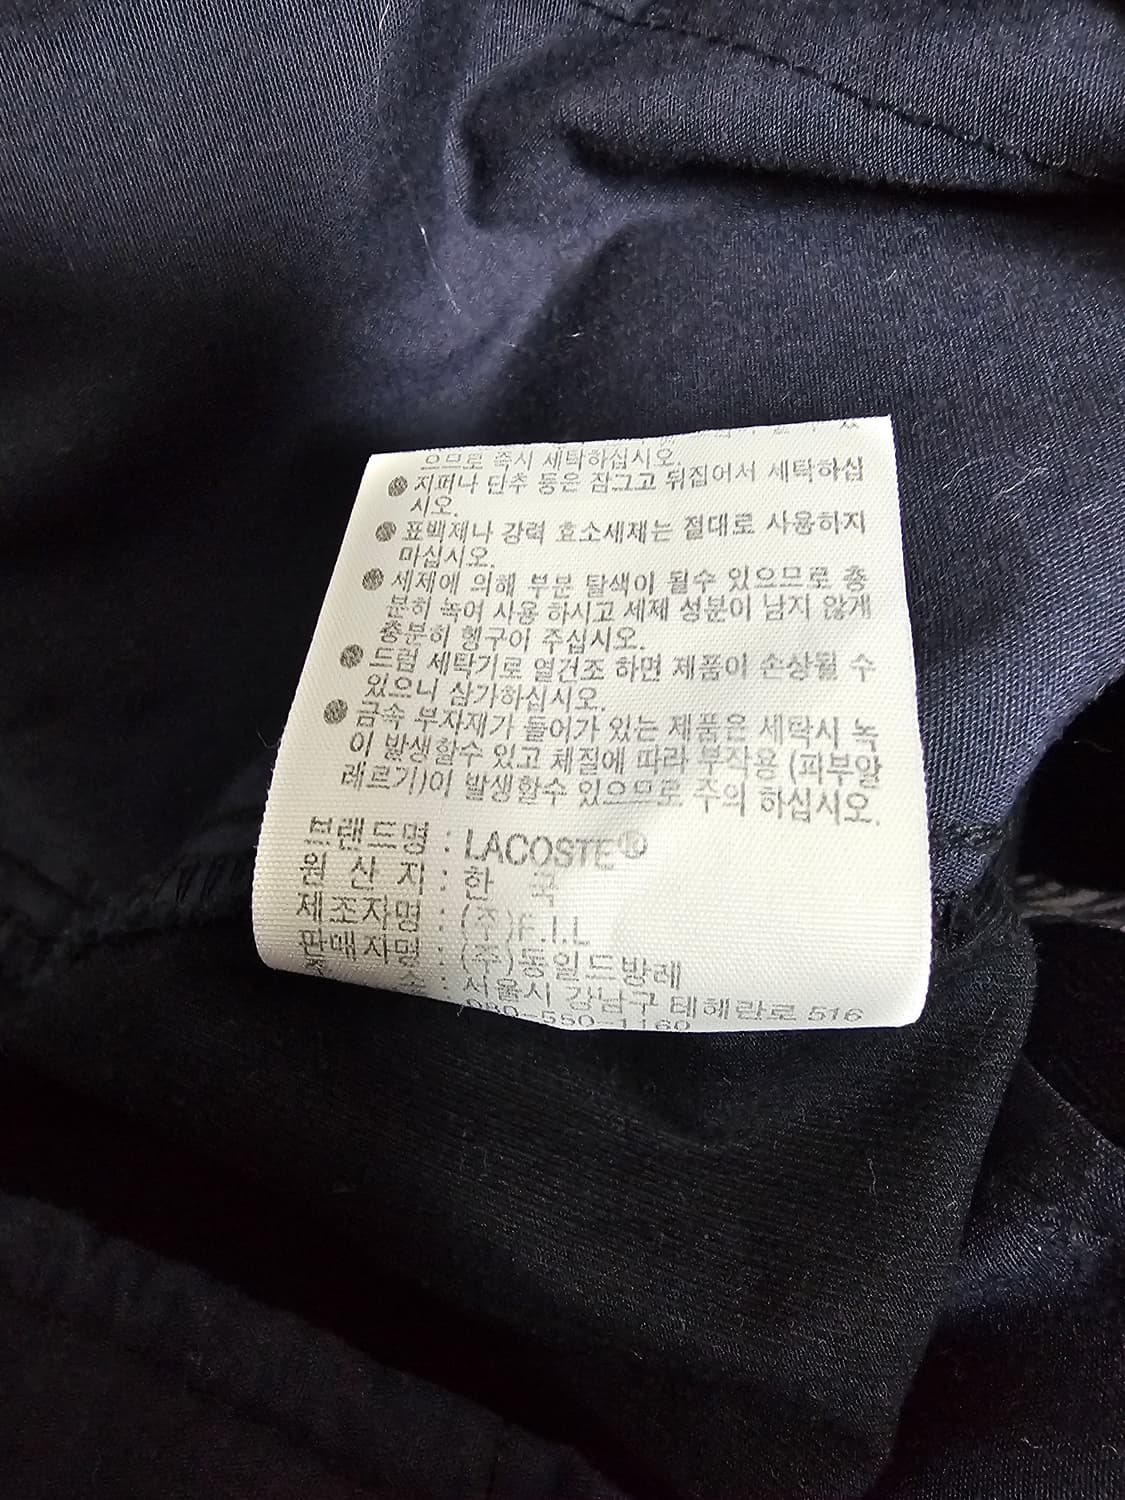 으므로 즉시 세탁하십시오.
● 지퍼나 단추 등은 잠그고 뒤집어서 세탁하십
시오.
● 표백제나 강력 효소세제는 절대로 사용하지
마십시오.
● 세제에 의해 부분 탈색이 될수 있으므로 충
분히 녹여 사용 하시고 세제 성분이 남지 않게
충분히 헹구어 주십시오.
● 드럼 세탁기로 열건조 하면 제품이 손상될 수
있으니 삼가하십시오.
● 금속 부자재가 들어가 있는 제품은 세탁시 녹
이 발생할수 있고 체질에 따라 부작용 (피부알
레르기)이 발생할수 있으므로 주의 하십시오.
브랜드명 : LACOSTE®
원 산 지 : 한 국
제조자명 : (주)F.I.L
판매자명 : (주)동일드방레
주 소 : 서울시 강남구 테헤란로 516
080-550-1160